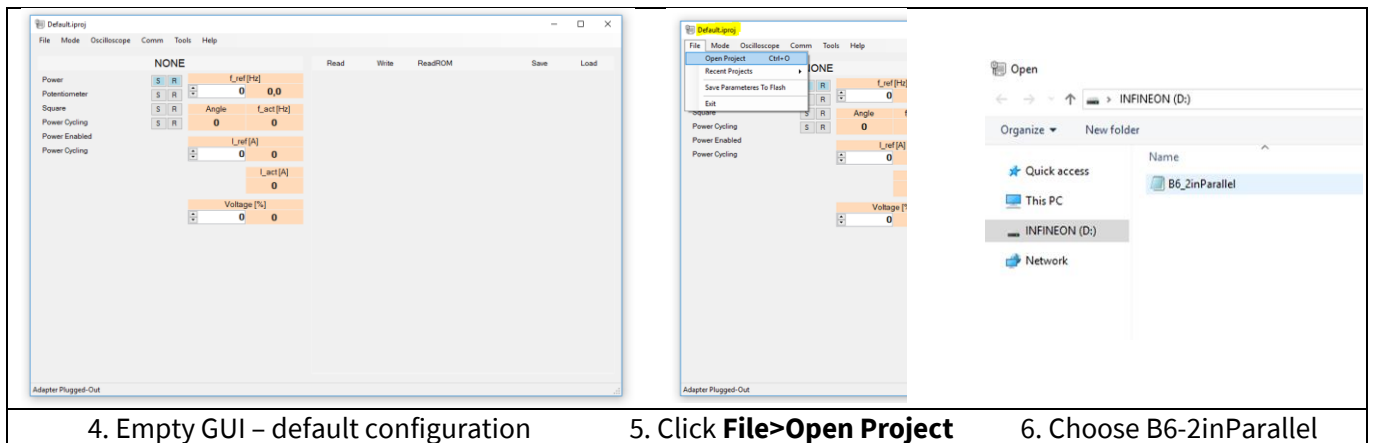 Default.iproj
File Mode Oscilloscope Comm Tools Help
NONE
Read Write ReadROM Save Load
Power S R f_ref[Hz]
Potentiometer S R 0 0,0
Square S R Angle f_act[Hz]
Power Cycling S R 0 0
Power Enabled
Power Cycling I_ref[A]
0 0
I_act[A]
0
Voltage [%]
0 0
Adapter Plugged-Out
4. Empty GUI – default configuration
Default.iproj
File Mode Oscilloscope Comm Tools Help
Open Project Ctrl+O
Recent Projects
Save Parameteres To Flash
Exit
R f_ref[Hz]
R 0
S R Angle
Power Cycling S R 0
Power Enabled
Power Cycling I_ref[A]
0
0
Adapter Plugged-Out
5. Click File>Open Project
Open
INFINEON (D:)
Organize New folder
Name
Quick access
B6_2inParallel
This PC
INFINEON (D:)
Network
6. Choose B6-2inParallel